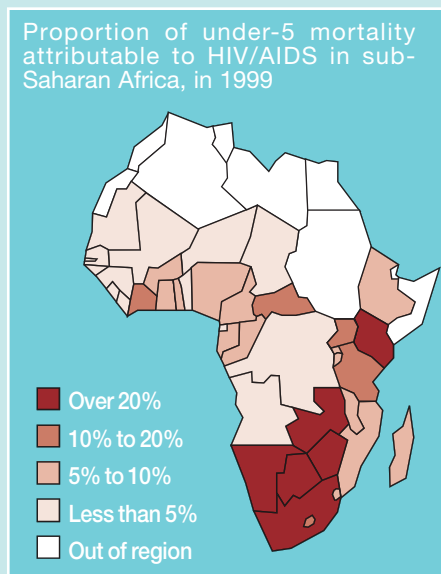 Proportion of under-5 mortality
attributable to HIV/AIDS in sub-
Saharan Africa, in 1999
Over 20%
10% to 20%
5% to 10%
Less than 5%
Out of region